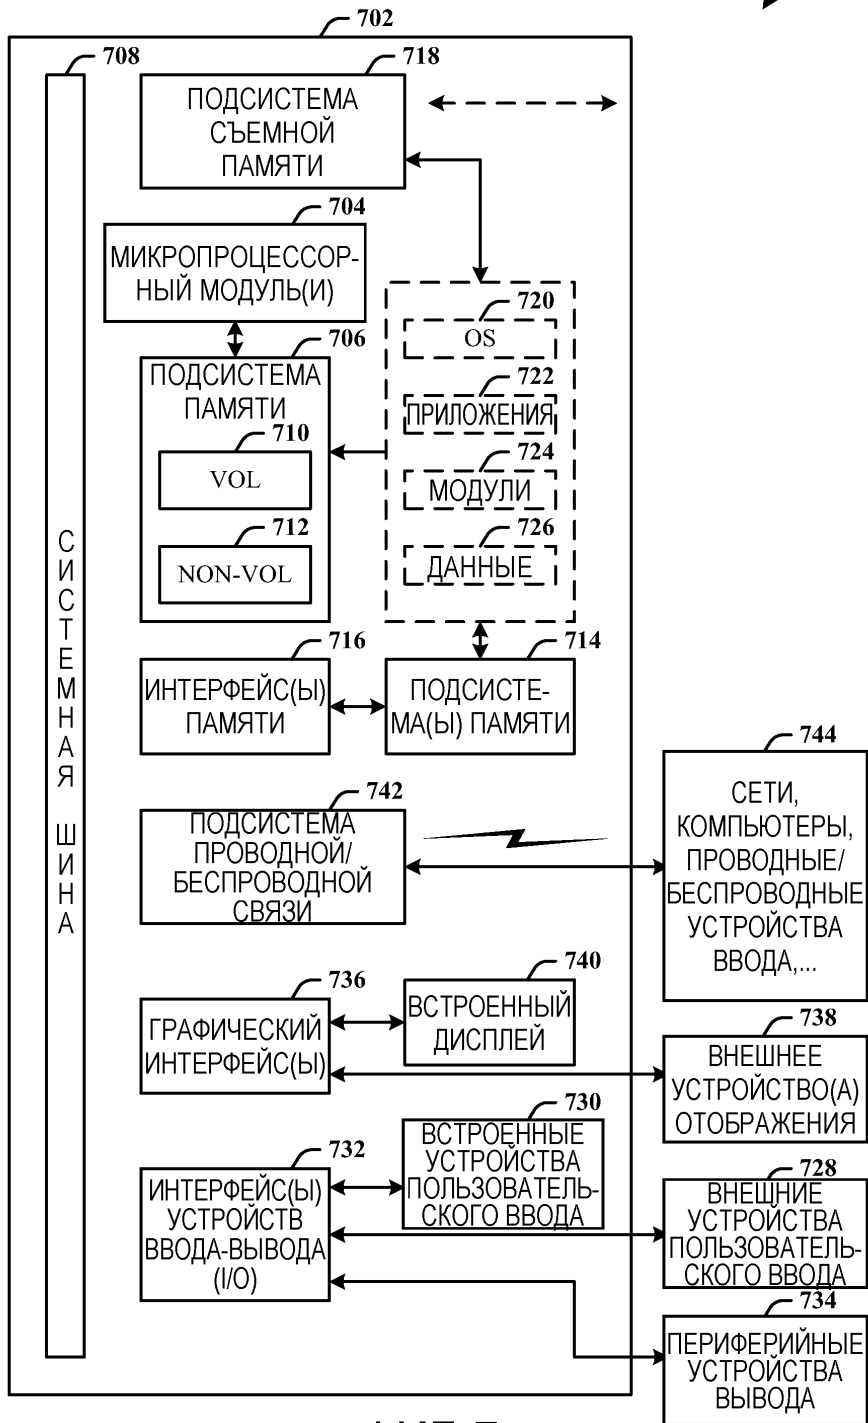 702
708
718
ПОДСИСТЕМА
СЪЕМНОЙ
ПАМЯТИ
704
МИКРОПРОЦЕССОР-
НЫЙ МОДУЛЬ(И)
706
ПОДСИСТЕМА
ПАМЯТИ
710
VOL
712
NON-VOL
720
OS
722
ПРИЛОЖЕНИЯ
724
МОДУЛИ
726
ДАННЫЕ
СИСТЕМНАЯ ШИНА
716
ИНТЕРФЕЙС(Ы)
ПАМЯТИ
714
ПОДСИСТЕ-
МА(Ы) ПАМЯТИ
742
ПОДСИСТЕМА
ПРОВОДНОЙ/
БЕСПРОВОДНОЙ
СВЯЗИ
744
СЕТИ,
КОМПЬЮТЕРЫ,
ПРОВОДНЫЕ/
БЕСПРОВОДНЫЕ
УСТРОЙСТВА
ВВОДА,...
736
ГРАФИЧЕСКИЙ
ИНТЕРФЕЙС(Ы)
740
ВСТРОЕННЫЙ
ДИСПЛЕЙ
738
ВНЕШНЕЕ
УСТРОЙСТВО(А)
ОТОБРАЖЕНИЯ
732
ИНТЕРФЕЙС(Ы)
УСТРОЙСТВ
ВВОДА-ВЫВОДА
(I/O)
730
ВСТРОЕННЫЕ
УСТРОЙСТВА
ПОЛЬЗОВАТЕЛЬ-
СКОГО ВВОДА
728
ВНЕШНИЕ
УСТРОЙСТВА
ПОЛЬЗОВАТЕЛЬ-
СКОГО ВВОДА
734
ПЕРИФЕРИЙНЫЕ
УСТРОЙСТВА
ВЫВОДА